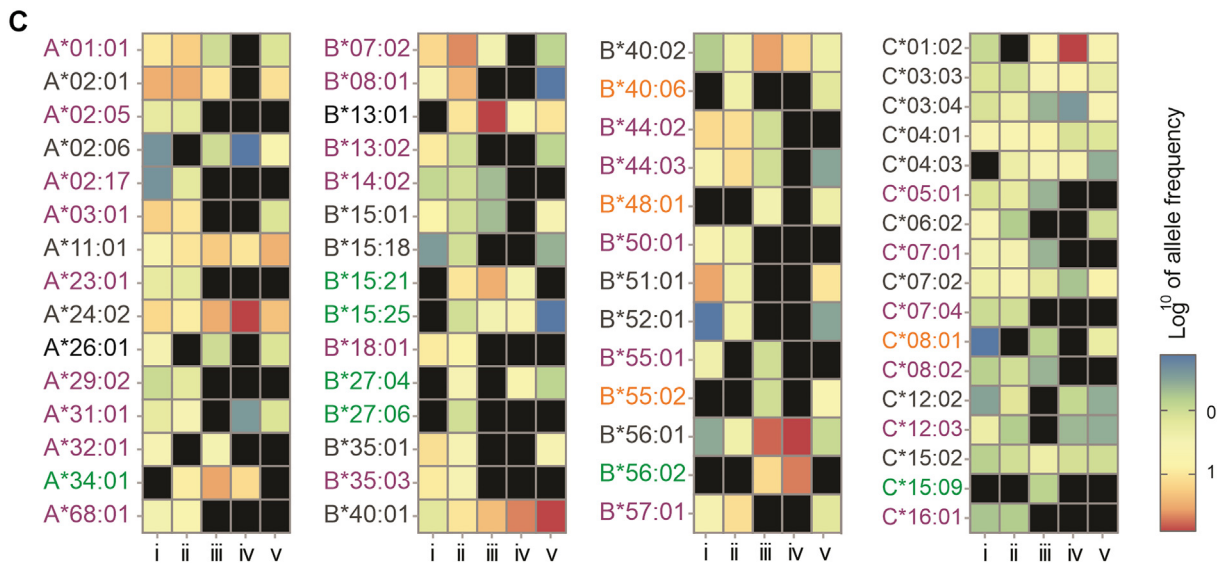 C
A*01:01
A*02:01
A*02:05
A*02:06
A*02:17
A*03:01
A*11:01
A*23:01
A*24:02
A*26:01
A*29:02
A*31:01
A*32:01
A*34:01
A*68:01
i ii iii iv v
B*07:02
B*08:01
B*13:01
B*13:02
B*14:02
B*15:01
B*15:18
B*15:21
B*15:25
B*18:01
B*27:04
B*27:06
B*35:01
B*35:03
B*40:01
i ii iii iv v
B*40:02
B*40:06
B*44:02
B*44:03
B*48:01
B*50:01
B*51:01
B*52:01
B*55:01
B*55:02
B*56:01
B*56:02
B*57:01
i ii iii iv v
C*01:02
C*03:03
C*03:04
C*04:01
C*04:03
C*05:01
C*06:02
C*07:01
C*07:02
C*07:04
C*08:01
C*08:02
C*12:02
C*12:03
C*15:02
C*15:09
C*16:01
i ii iii iv v
Log10 of allele frequency
0
1